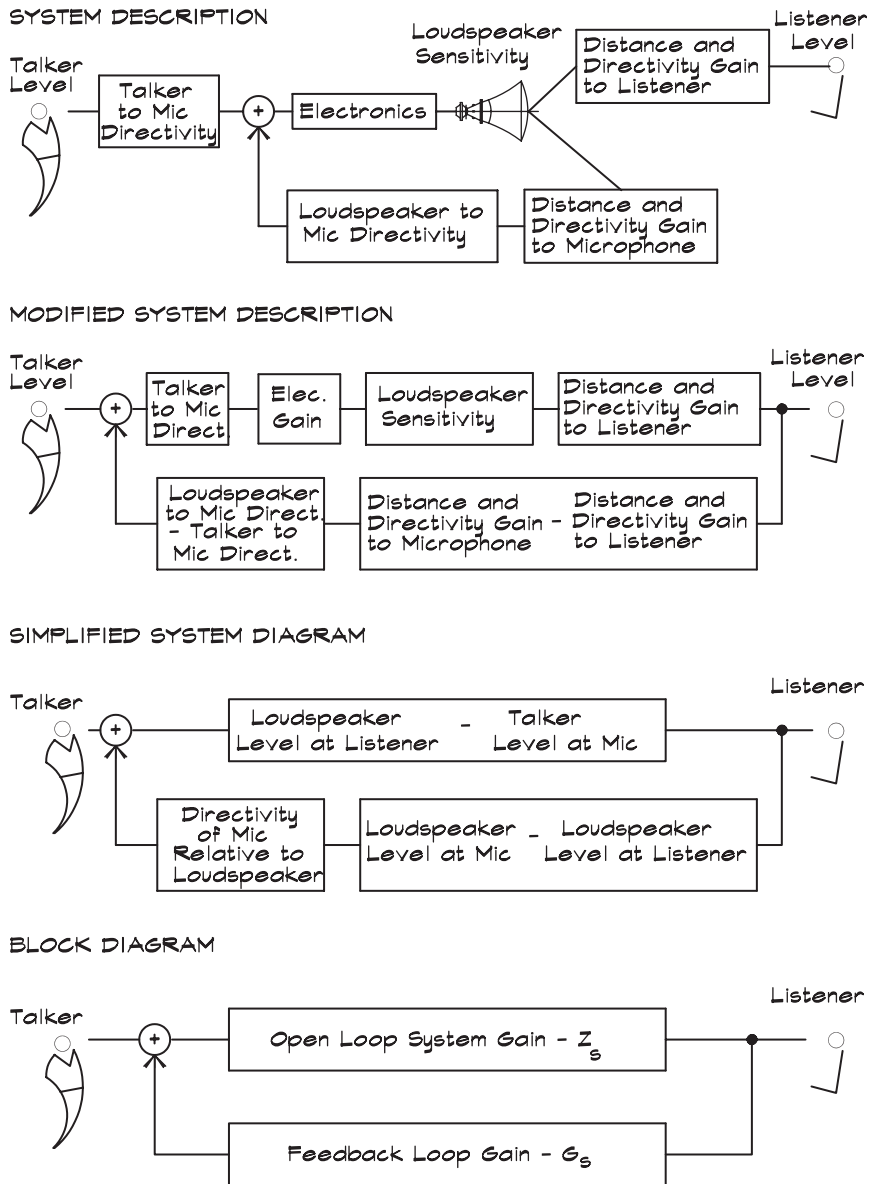 SYSTEM DESCRIPTION
Talker
Level
Talker
to Mic
Directivity
+
Electronics
Loudspeaker
Sensitivity
Distance and
Directivity Gain
to Listener
Listener
Level
Loudspeaker to
Mic Directivity
Distance and
Directivity Gain
to Microphone
MODIFIED SYSTEM DESCRIPTION
Talker
Level
+
Talker
to Mic
Direct.
Elec.
Gain
Loudspeaker
Sensitivity
Distance and
Directivity Gain
to Listener
Listener
Level
Loudspeaker
to Mic Direct.
- Talker to
Mic Direct.
Distance and
Directivity Gain
to Microphone
-
Distance and
Directivity Gain
to Listener
SIMPLIFIED SYSTEM DIAGRAM
Talker
+
Loudspeaker
Level at Listener
-
Talker
Level at Mic
Listener
Directivity
of Mic
Relative to
Loudspeaker
Loudspeaker
Level at Mic
-
Loudspeaker
Level at Listener
BLOCK DIAGRAM
Talker
+
Open Loop System Gain - Zs
Listener
Feedback Loop Gain - Gs